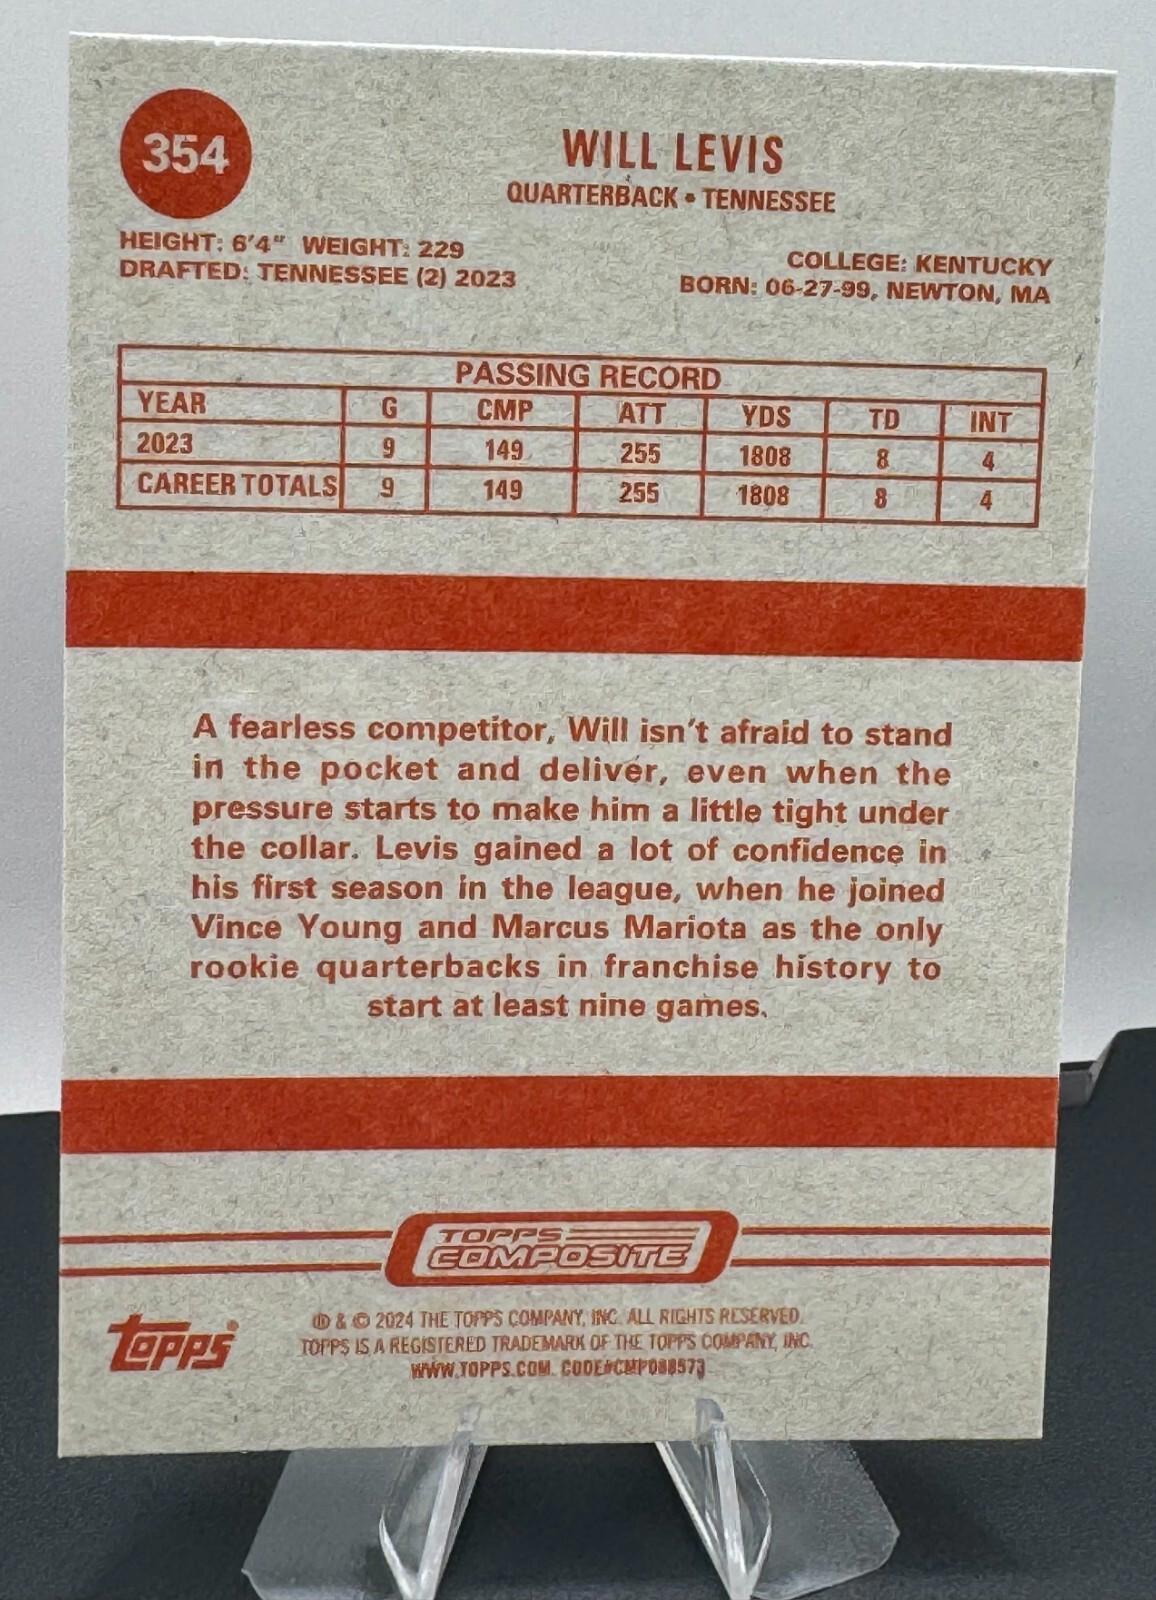 354
WILL LEVIS
QUARTERBACK • TENNESSEE
HEIGHT: 6'4" WEIGHT: 229
DRAFTED: TENNESSEE (2) 2023
COLLEGE: KENTUCKY
BORN: 06-27-99, NEWTON, MA
PASSING RECORD
YEAR G CMP ATT YDS TD INT
2023 9 149 255 1808 8 4
CAREER TOTALS 9 149 255 1808 8 4
A fearless competitor, Will isn't afraid to stand
in the pocket and deliver, even when the
pressure starts to make him a little tight under
the collar. Levis gained a lot of confidence in
his first season in the league, when he joined
Vince Young and Marcus Mariota as the only
rookie quarterbacks in franchise history to
start at least nine games.
TOPPS
COMPOSITE
topps®
® & © 2024 THE TOPPS COMPANY, INC. ALL RIGHTS RESERVED.
TOPPS IS A REGISTERED TRADEMARK OF THE TOPPS COMPANY, INC.
WWW.TOPPS.COM. CODE#CMP088573